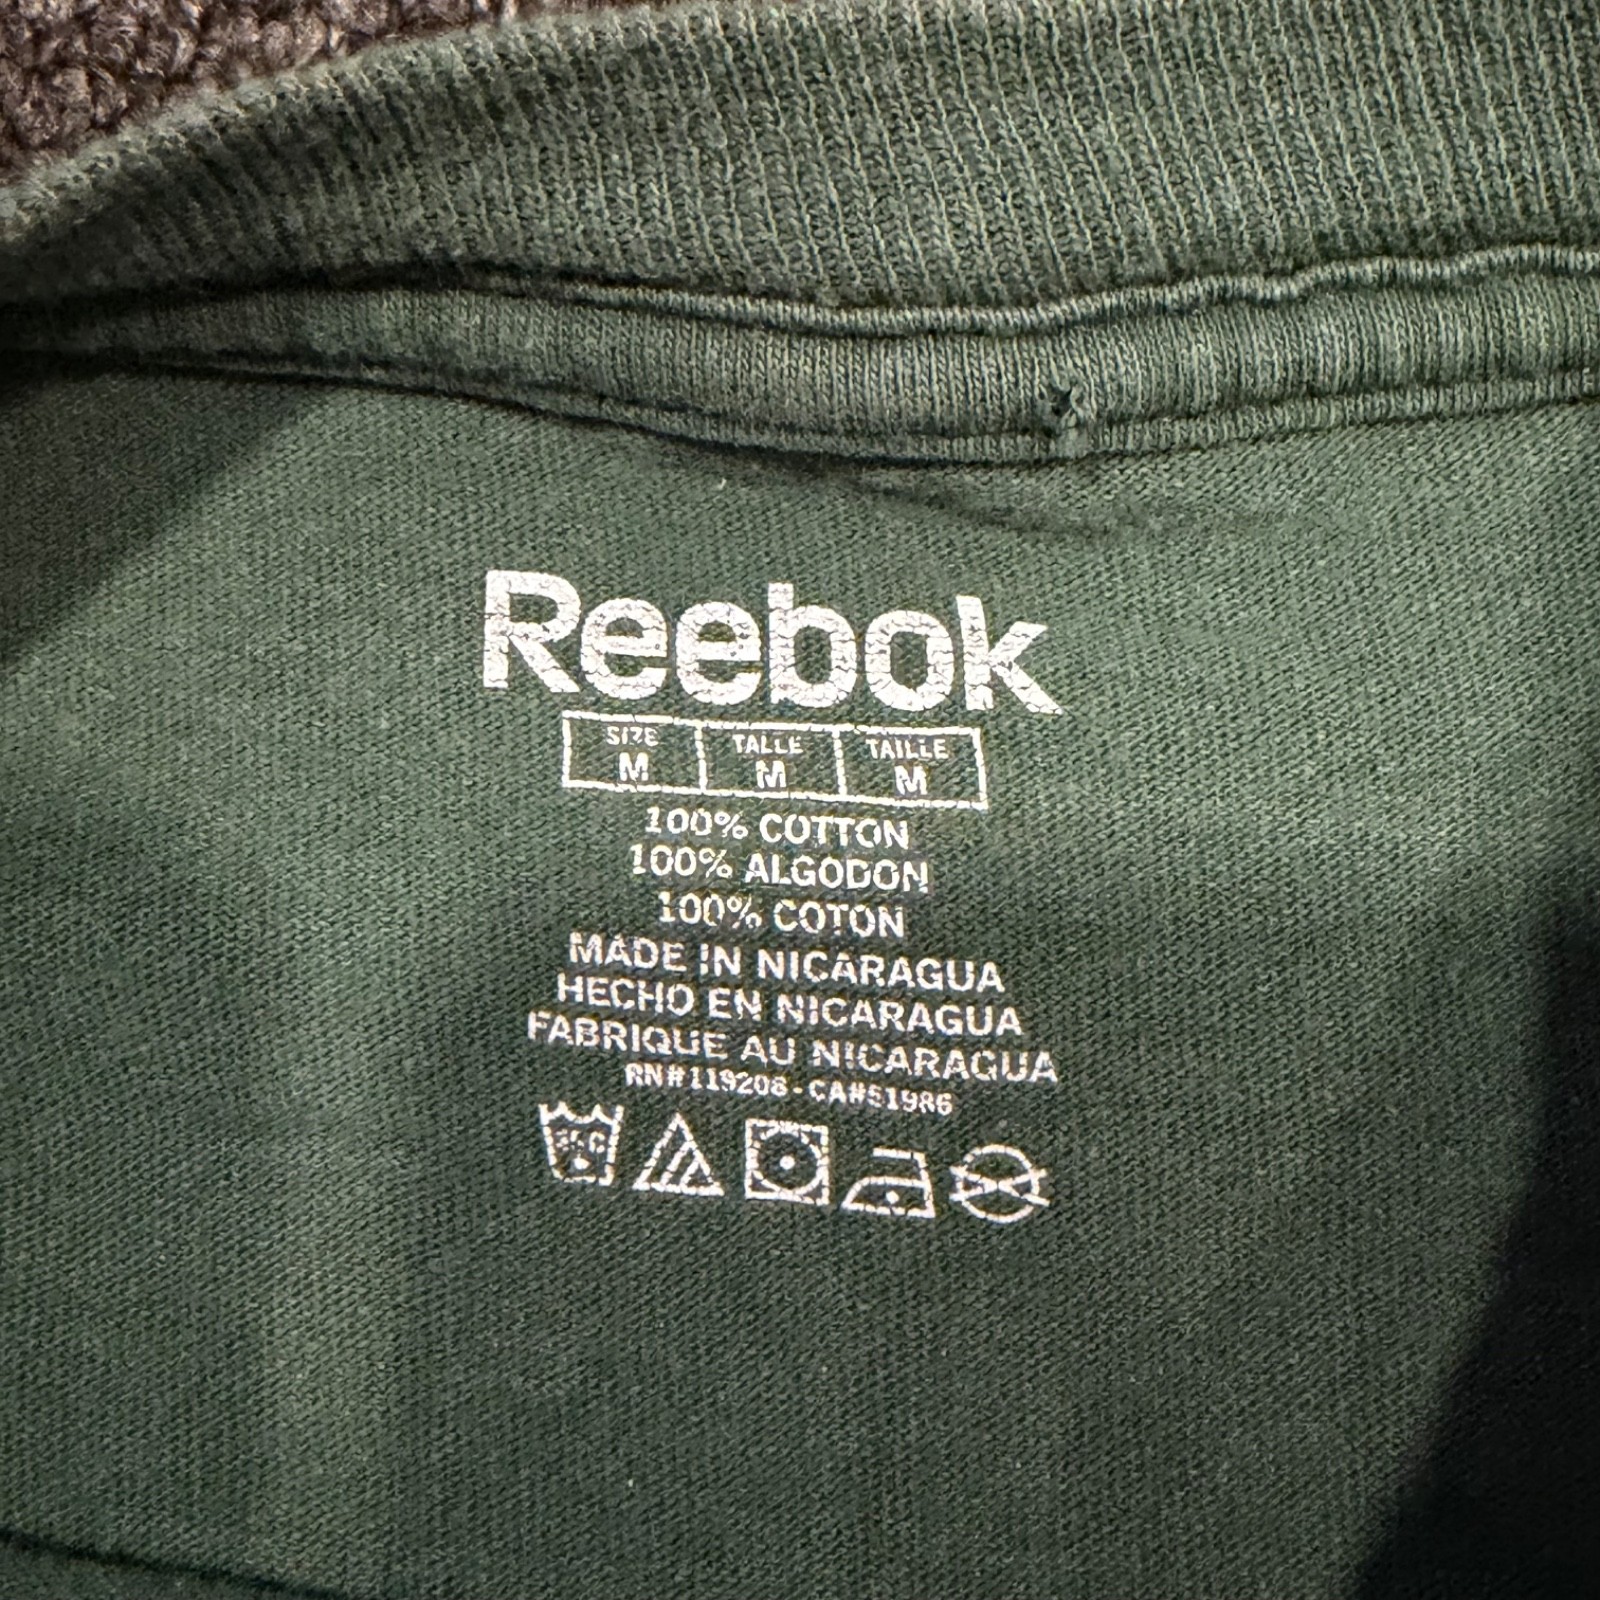 Reebok
SIZE TALLE TAILLE
M M M
100% COTTON
100% ALGODON
100% COTON
MADE IN NICARAGUA
HECHO EN NICARAGUA
FABRIQUE AU NICARAGUA
RN#119208 - CA#51986